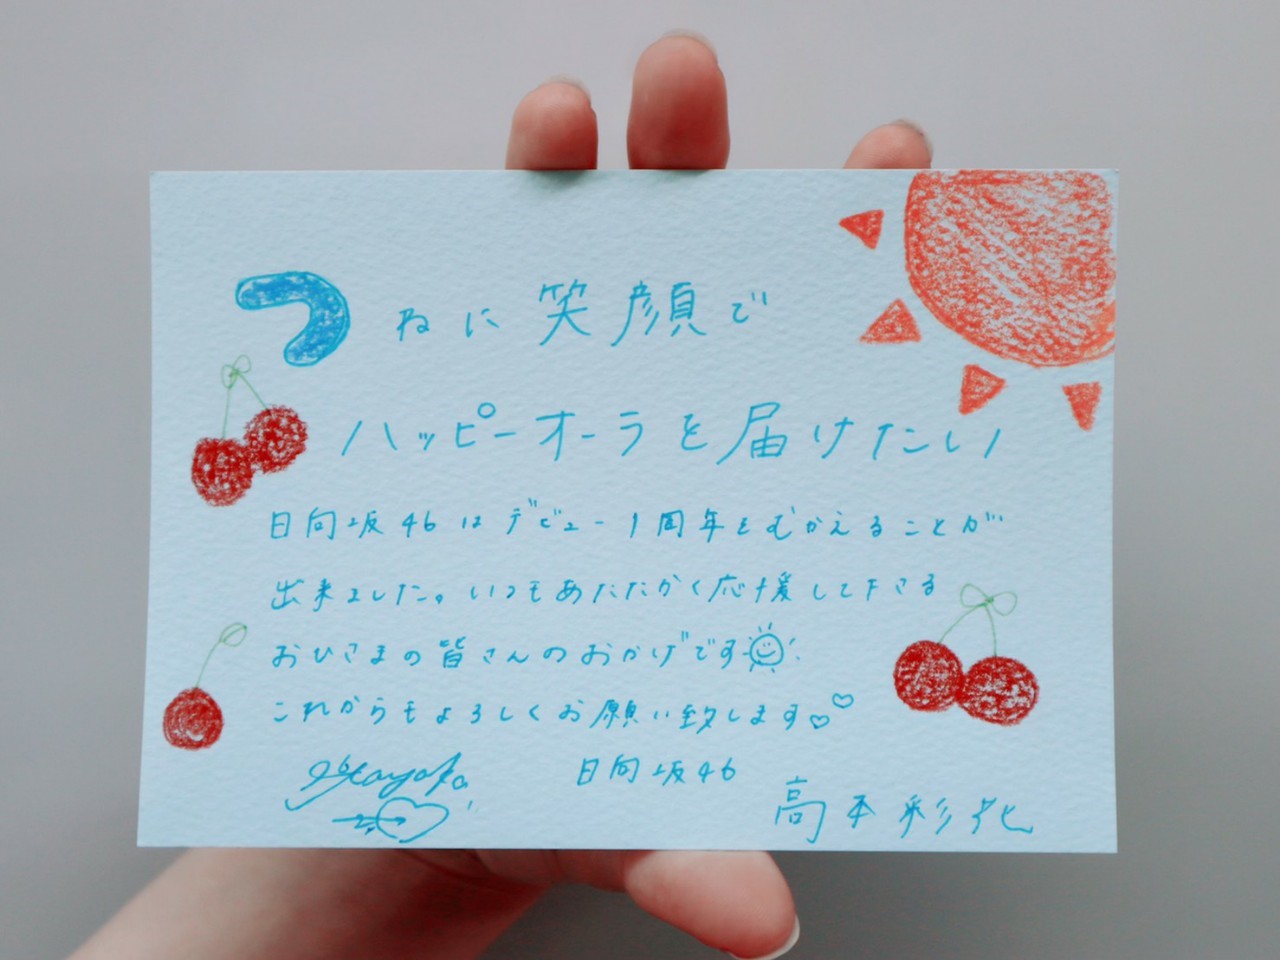 つねに笑顔で
ハッピーオーラを届けたい
日向坂46はデビュー1周年をむかえることが
出来ました。いつもあたたかく応援して下さる
おひさまの皆さんのおかげです
これからもよろしくお願い致します♡♡
日向坂46
高本彩花